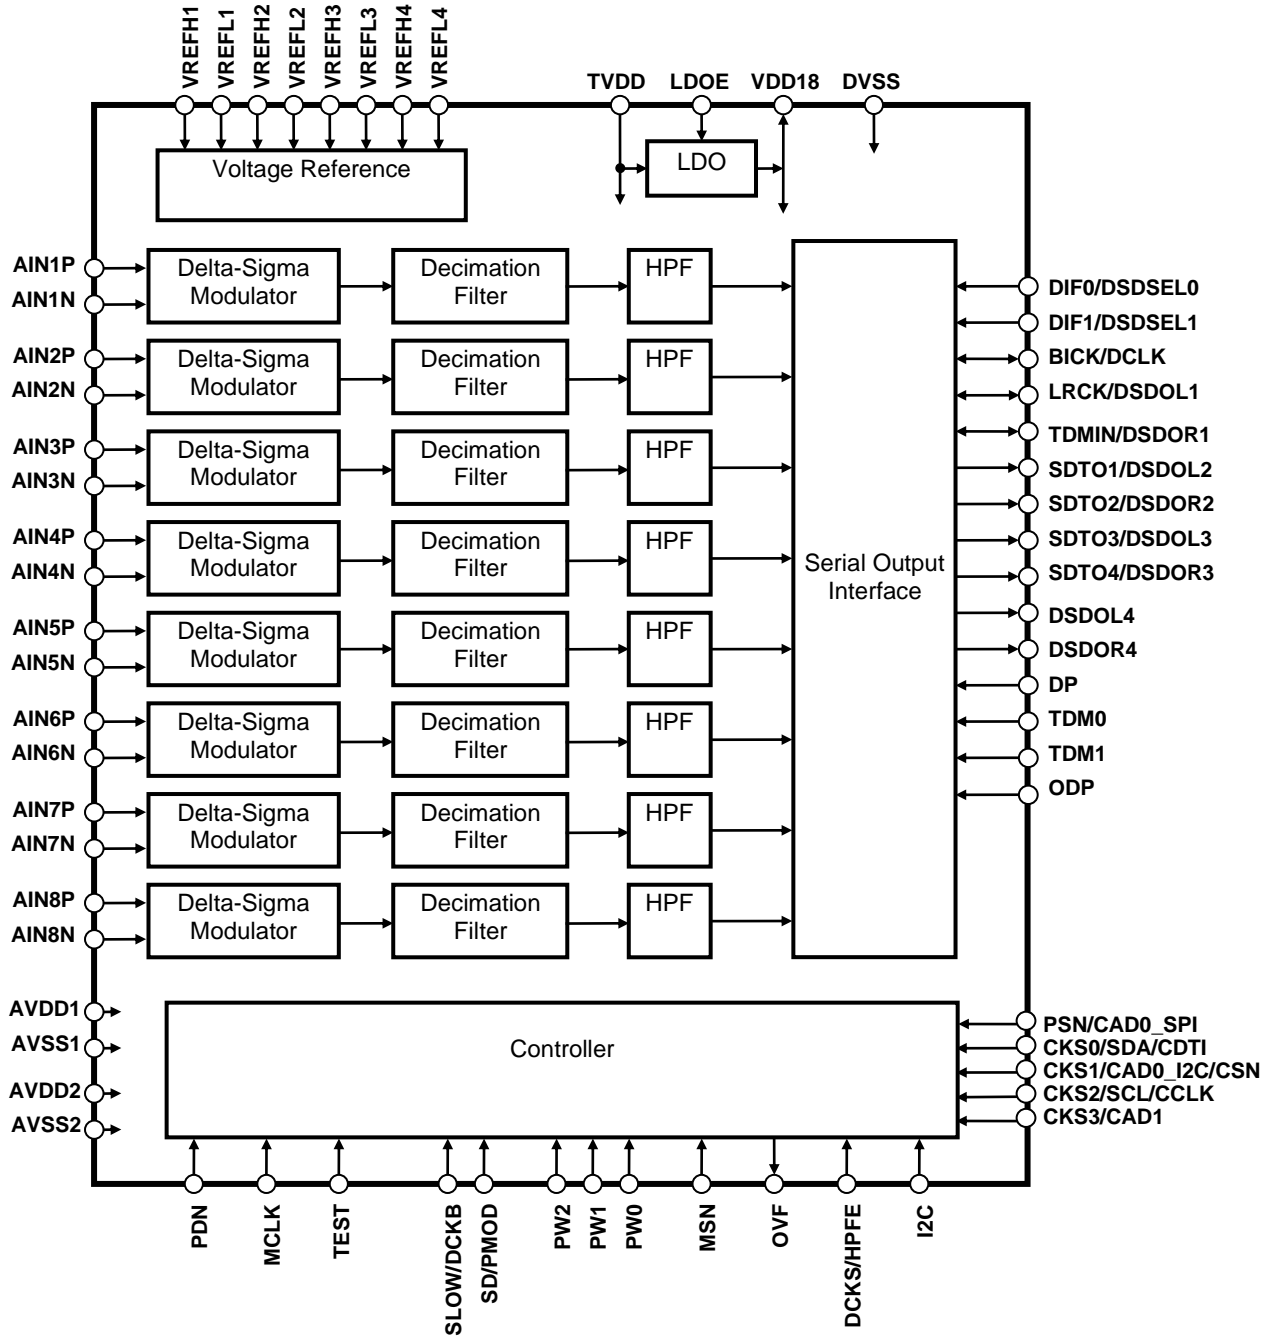 VREFH1
VREFL1
VREFH2
VREFL2
VREFH3
VREFL3
VREFH4
VREFL4
TVDD
LDOE
VDD18
DVSS
Voltage Reference
LDO
AIN1P
AIN1N
Delta-Sigma
Modulator
Decimation
Filter
HPF
AIN2P
AIN2N
Delta-Sigma
Modulator
Decimation
Filter
HPF
AIN3P
AIN3N
Delta-Sigma
Modulator
Decimation
Filter
HPF
AIN4P
AIN4N
Delta-Sigma
Modulator
Decimation
Filter
HPF
AIN5P
AIN5N
Delta-Sigma
Modulator
Decimation
Filter
HPF
AIN6P
AIN6N
Delta-Sigma
Modulator
Decimation
Filter
HPF
AIN7P
AIN7N
Delta-Sigma
Modulator
Decimation
Filter
HPF
AIN8P
AIN8N
Delta-Sigma
Modulator
Decimation
Filter
HPF
Serial Output
Interface
DIF0/DSDSEL0
DIF1/DSDSEL1
BICK/DCLK
LRCK/DSDOL1
TDMIN/DSDOR1
SDTO1/DSDOL2
SDTO2/DSDOR2
SDTO3/DSDOL3
SDTO4/DSDOR3
DSDOL4
DSDOR4
DP
TDM0
TDM1
ODP
AVDD1
AVSS1
AVDD2
AVSS2
Controller
PSN/CAD0_SPI
CKS0/SDA/CDTI
CKS1/CAD0_I2C/CSN
CKS2/SCL/CCLK
CKS3/CAD1
PDN
MCLK
TEST
SLOW/DCKB
SD/PMOD
PW2
PW1
PW0
MSN
OVF
DCKS/HPFE
I2C